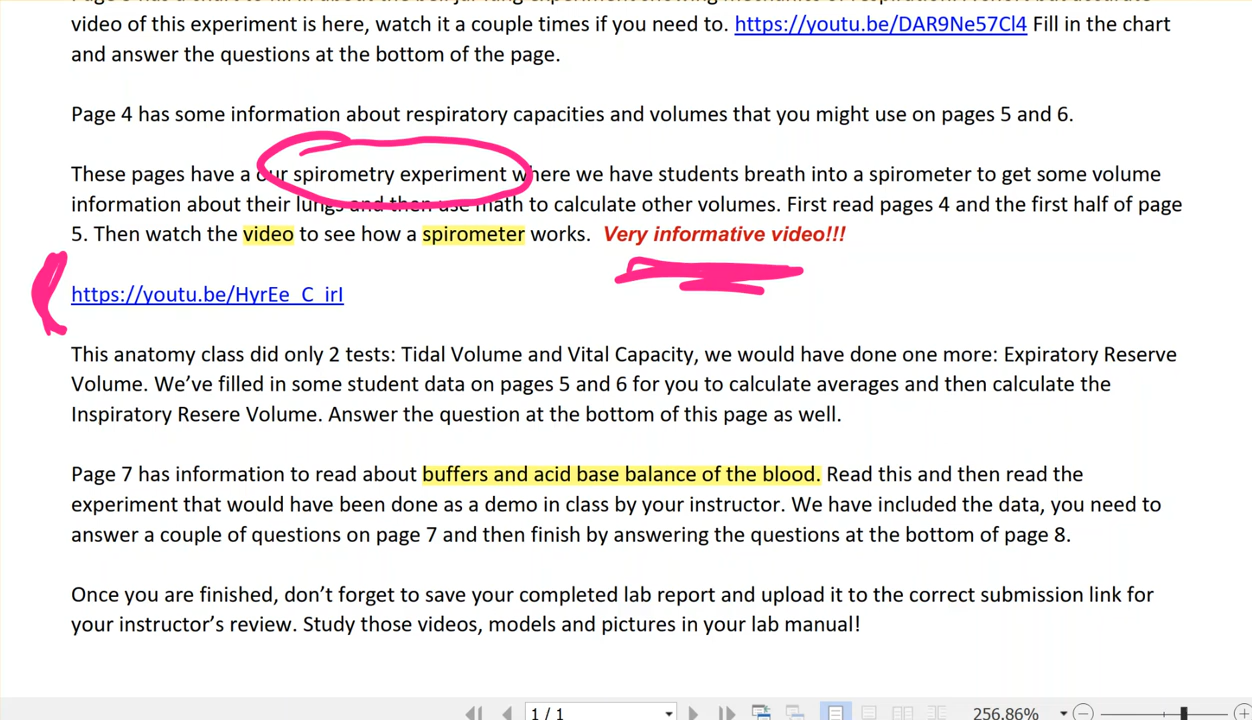 video of this experiment is here, watch it a couple times if you need to. https://youtu.be/DAR9Ne57Cl4 Fill in the chart
and answer the questions at the bottom of the page.
Page 4 has some information about respiratory capacities and volumes that you might use on pages 5 and 6.
These pages have a our spirometry experiment where we have students breath into a spirometer to get some volume
information about their lungs and then use math to calculate other volumes. First read pages 4 and the first half of page
5. Then watch the video to see how a spirometer works. Very informative video!!!
https://youtu.be/HyrEe_C_irI
This anatomy class did only 2 tests: Tidal Volume and Vital Capacity, we would have done one more: Expiratory Reserve
Volume. We've filled in some student data on pages 5 and 6 for you to calculate averages and then calculate the
Inspiratory Resere Volume. Answer the question at the bottom of this page as well.
Page 7 has information to read about buffers and acid base balance of the blood. Read this and then read the
experiment that would have been done as a demo in class by your instructor. We have included the data, you need to
answer a couple of questions on page 7 and then finish by answering the questions at the bottom of page 8.
Once you are finished, don't forget to save your completed lab report and upload it to the correct submission link for
your instructor's review. Study those videos, models and pictures in your lab manual!
1 / 1
256.86%